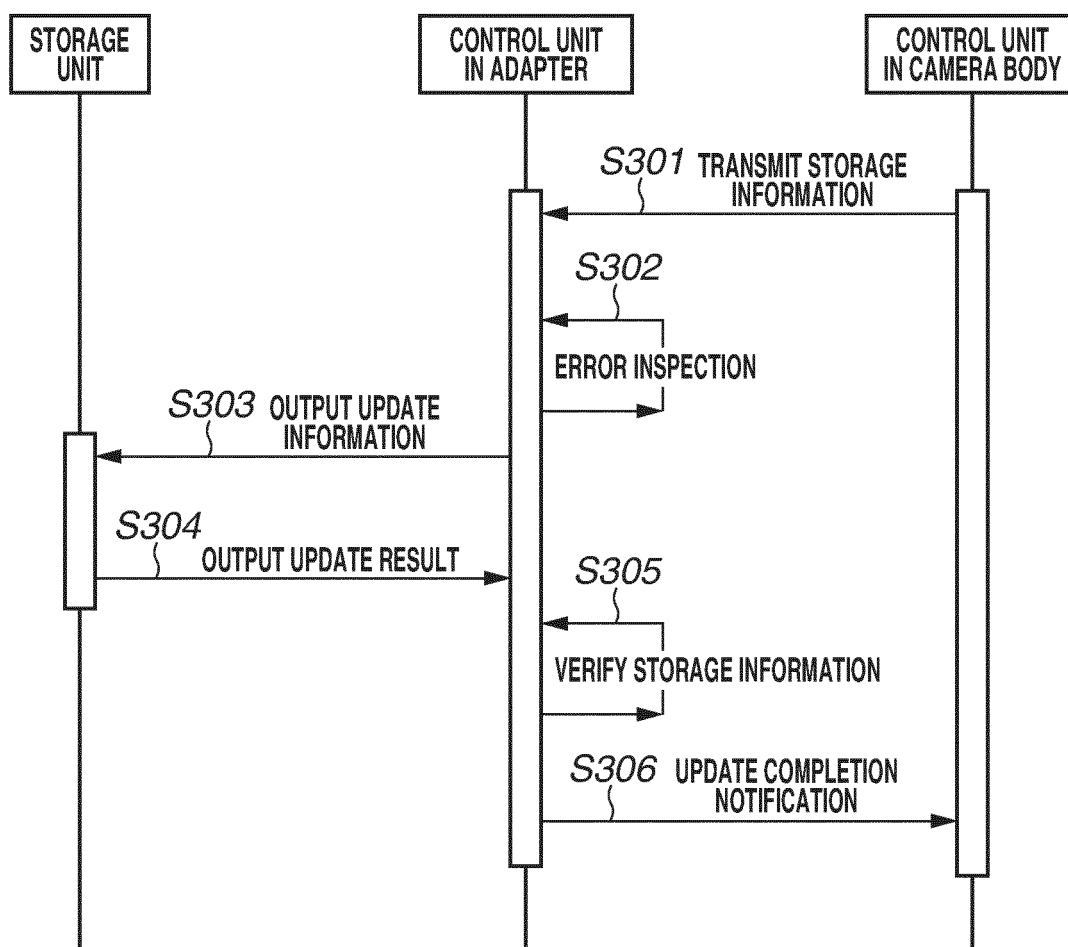 STORAGE
UNIT
CONTROL UNIT
IN ADAPTER
CONTROL UNIT
IN CAMERA BODY
S301 TRANSMIT STORAGE
INFORMATION
S302
ERROR INSPECTION
S303 OUTPUT UPDATE
INFORMATION
S304
OUTPUT UPDATE RESULT
S305
VERIFY STORAGE INFORMATION
S306 UPDATE COMPLETION
NOTIFICATION